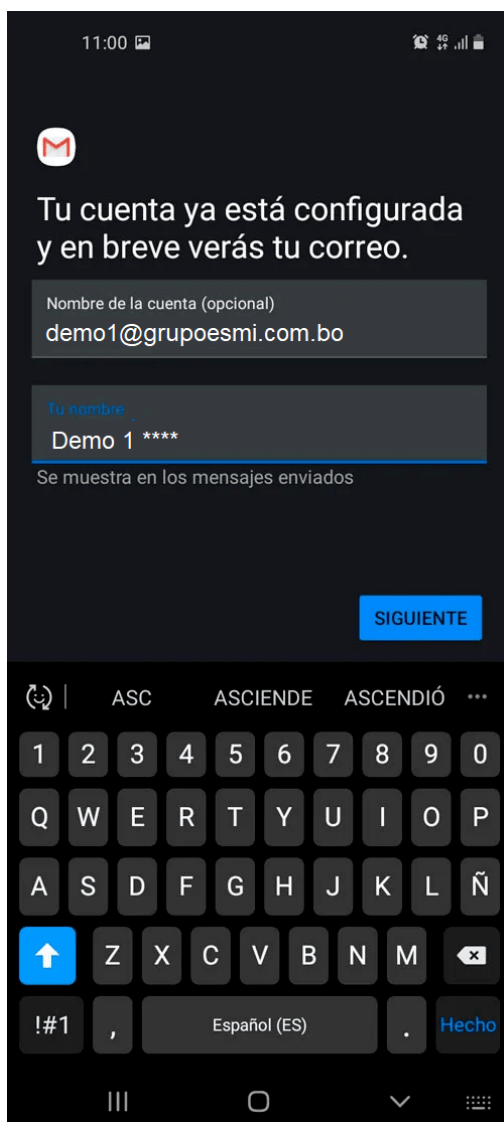 11:00 4G
Tu cuenta ya está configurada
y en breve verás tu correo.
Nombre de la cuenta (opcional)
demo1@grupoesmi.com.bo
Tu nombre
Demo 1 ****
Se muestra en los mensajes enviados
SIGUIENTE
ASC ASCIENDE ASCENDIÓ ...
1 2 3 4 5 6 7 8 9 0
Q W E R T Y U I O P
A S D F G H J K L Ñ
Z X C V B N M
!#1 , Español (ES) . Hecho